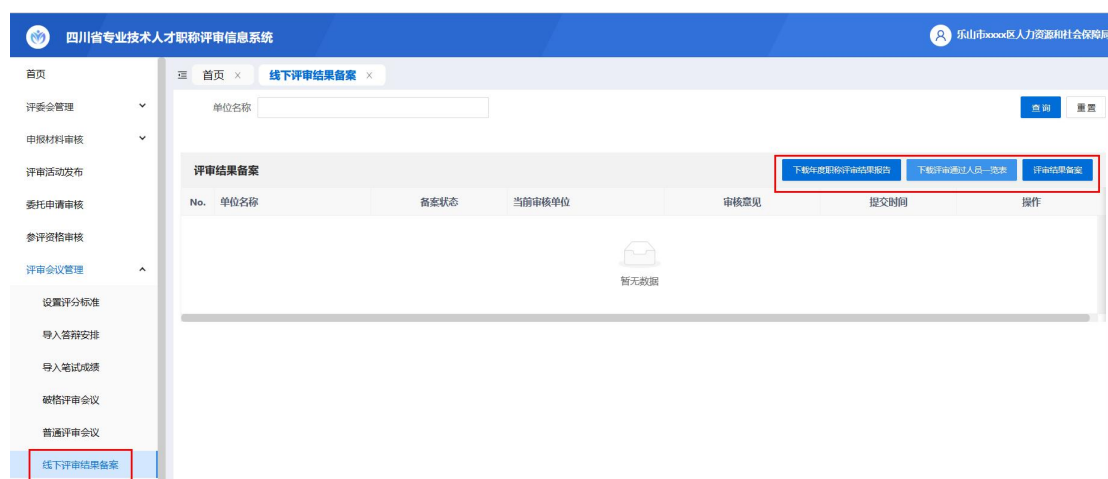 四川省专业技术人才职称评审信息系统
乐山市xxxx区人力资源和社会保障局
首页
首页 × 线下评审结果备案 ×
评委会管理
单位名称
查询 重置
申报材料审核
评审活动发布
评审结果备案
下载年度职称评审结果报告 下载评审通过人员一览表 评审结果备案
委托申请审核
No. 单位名称 备案状态 当前审核单位 审核意见 提交时间 操作
参评资格审核
评审会议管理
暂无数据
设置评分标准
导入答辩安排
导入笔试成绩
破格评审会议
普通评审会议
线下评审结果备案